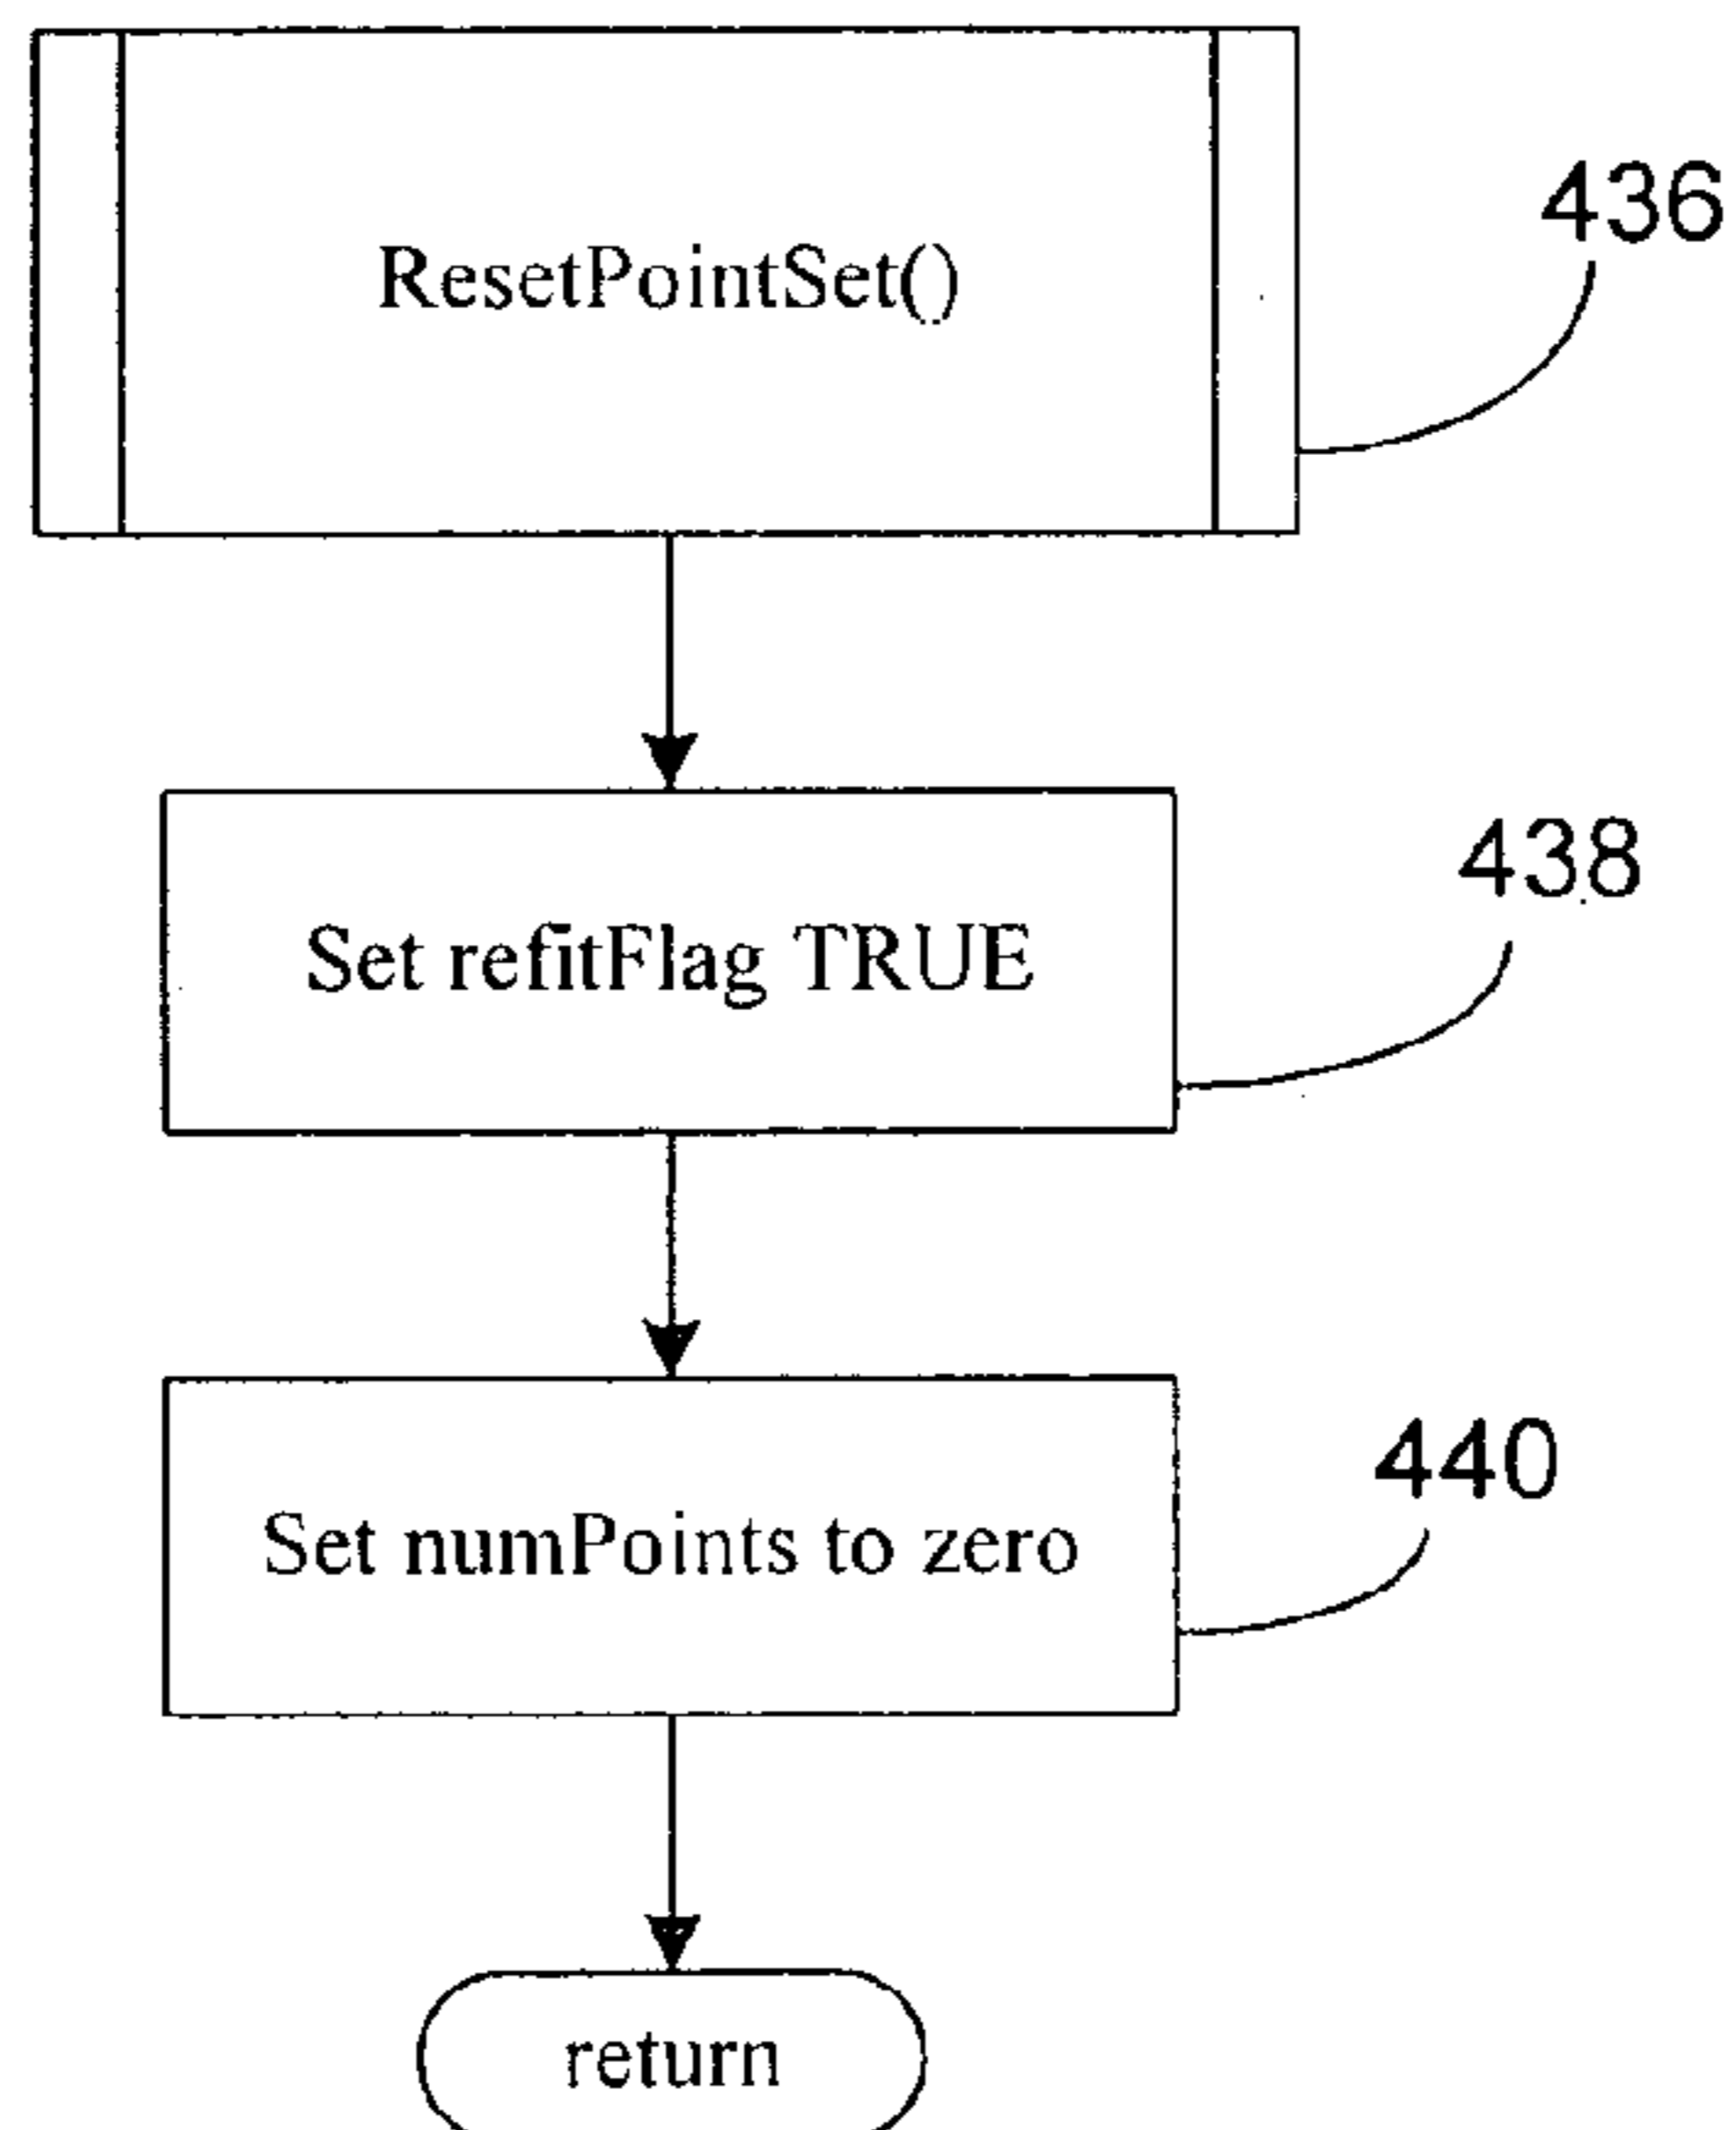 ResetPointSet()
436
Set refitFlag TRUE
438
Set numPoints to zero
440
return